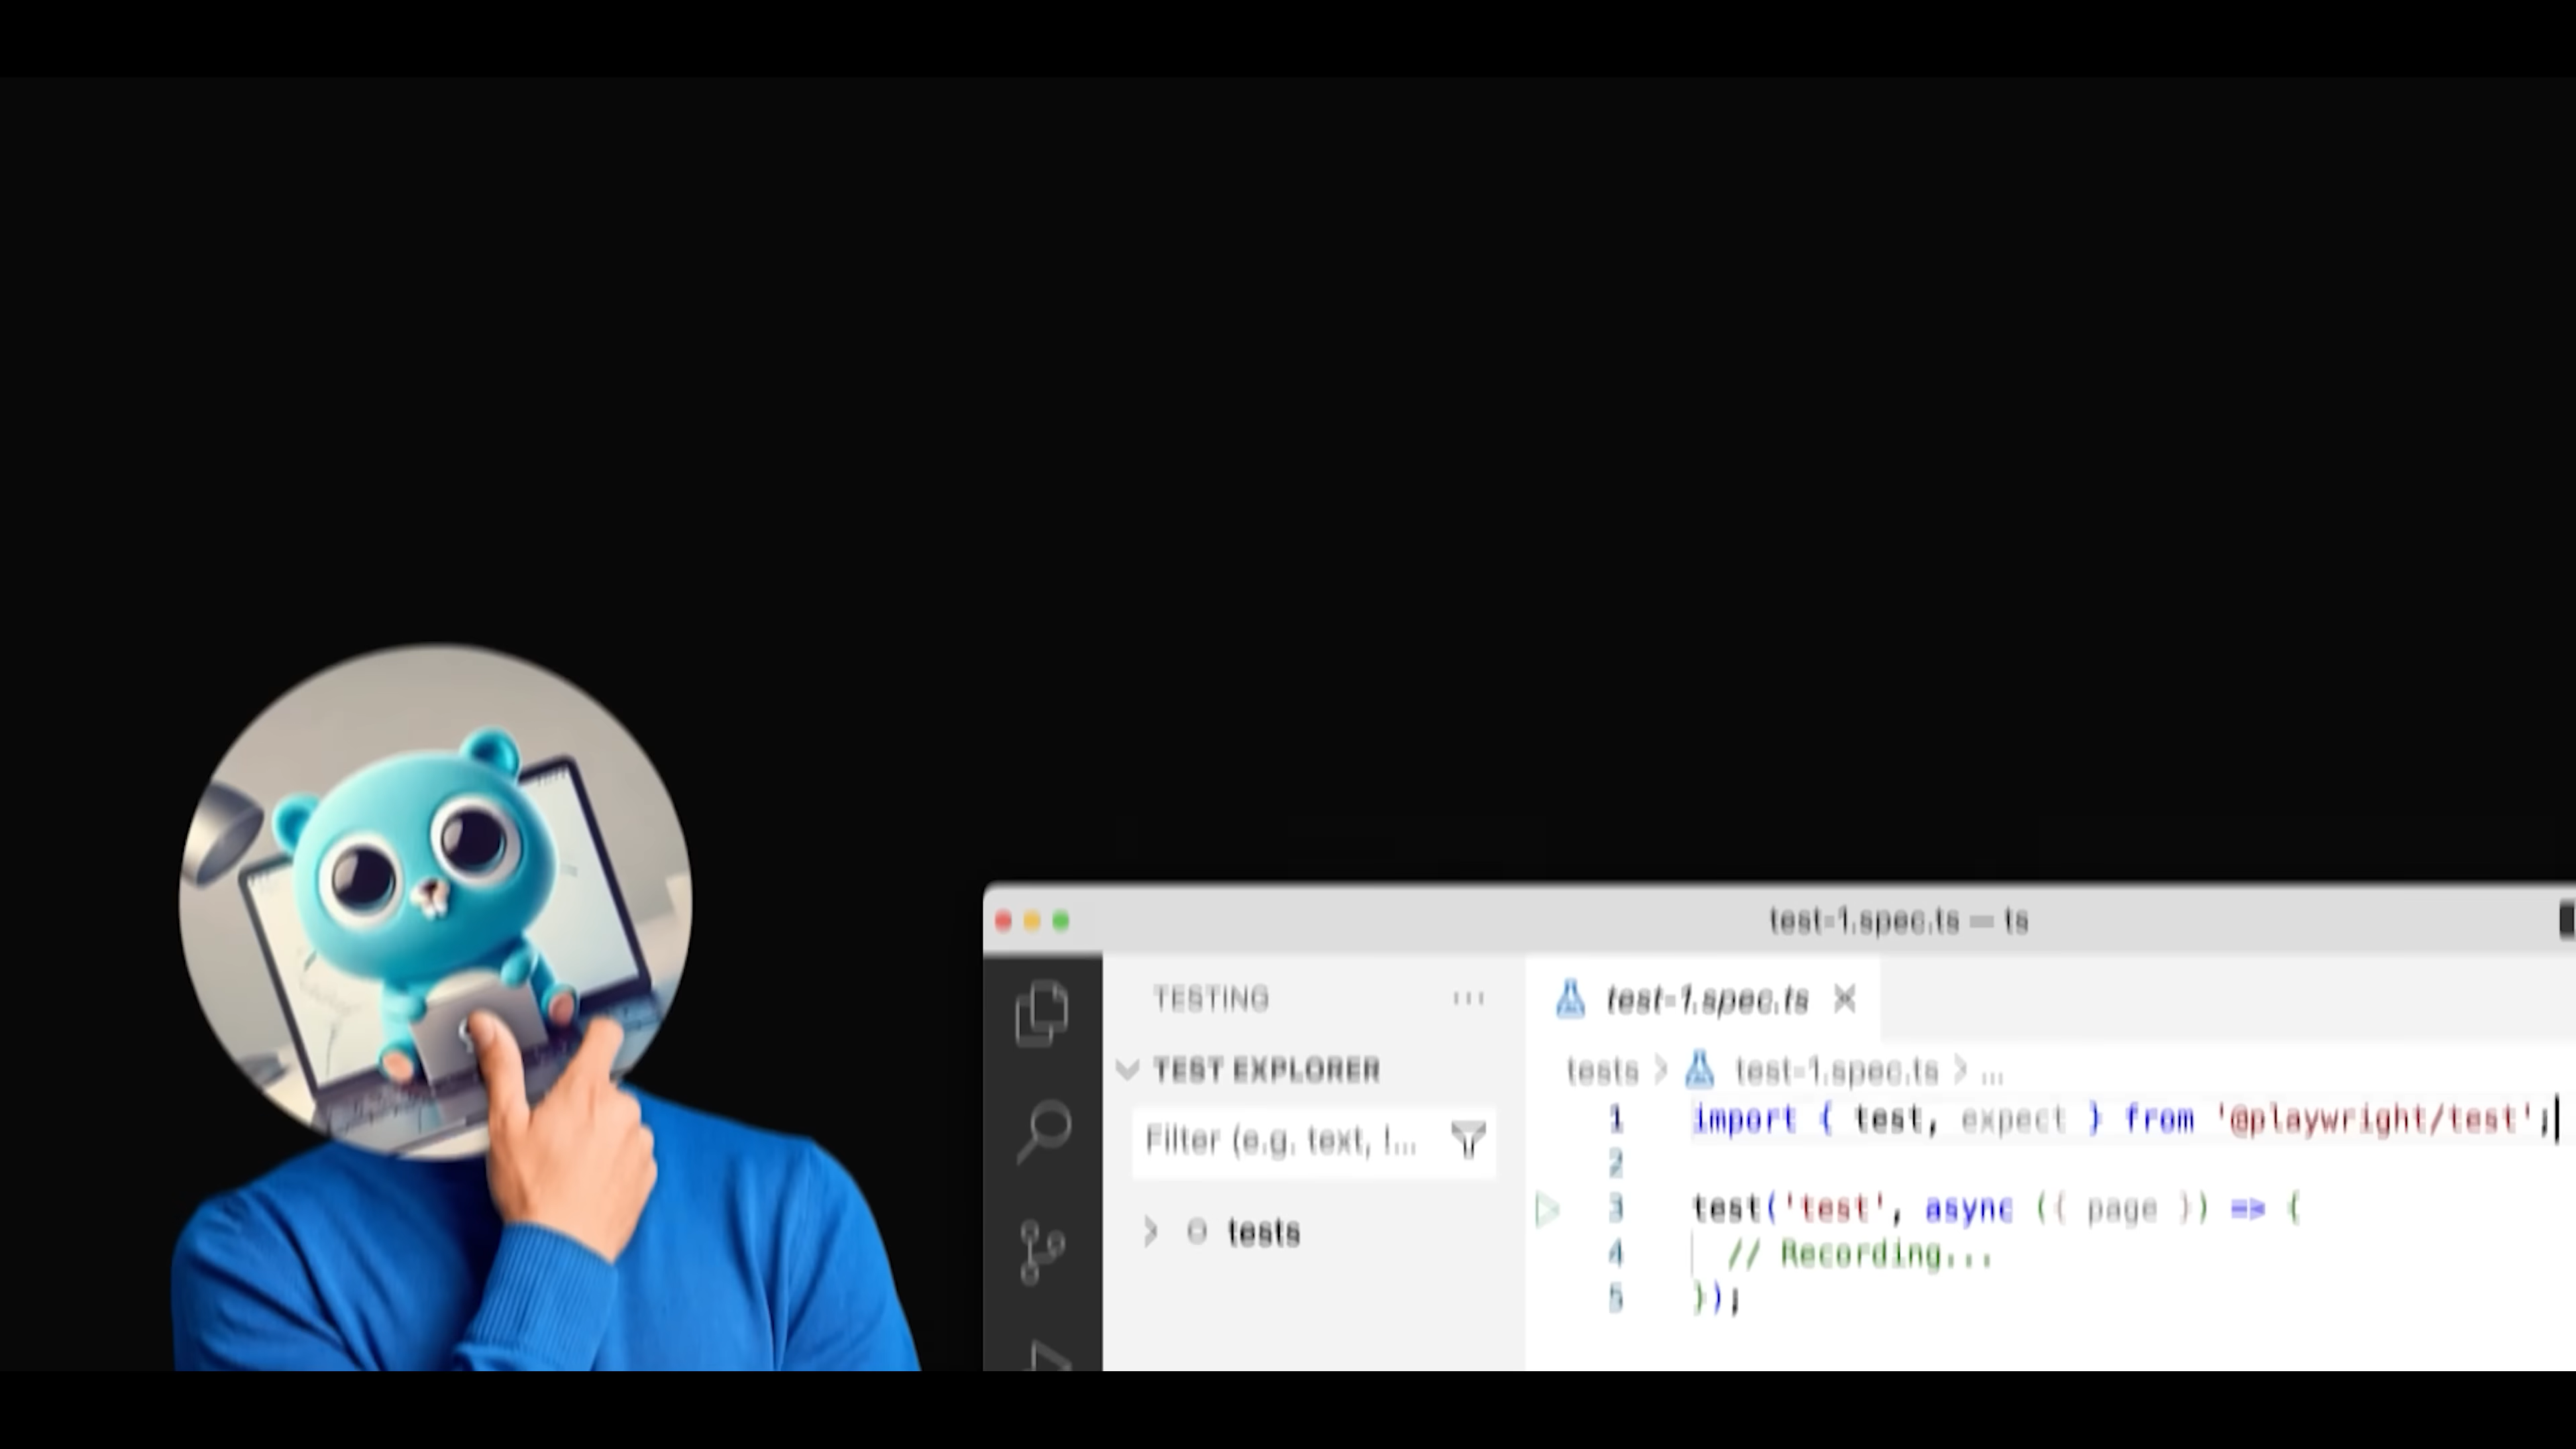 test-1.spec.ts — ts
TESTING ...
TEST EXPLORER
Filter (e.g. text, !...
tests
test-1.spec.ts
tests > test-1.spec.ts > ...
1 import { test, expect } from '@playwright/test';
2
3 test('test', async ({ page }) => {
4 // Recording...
5 });